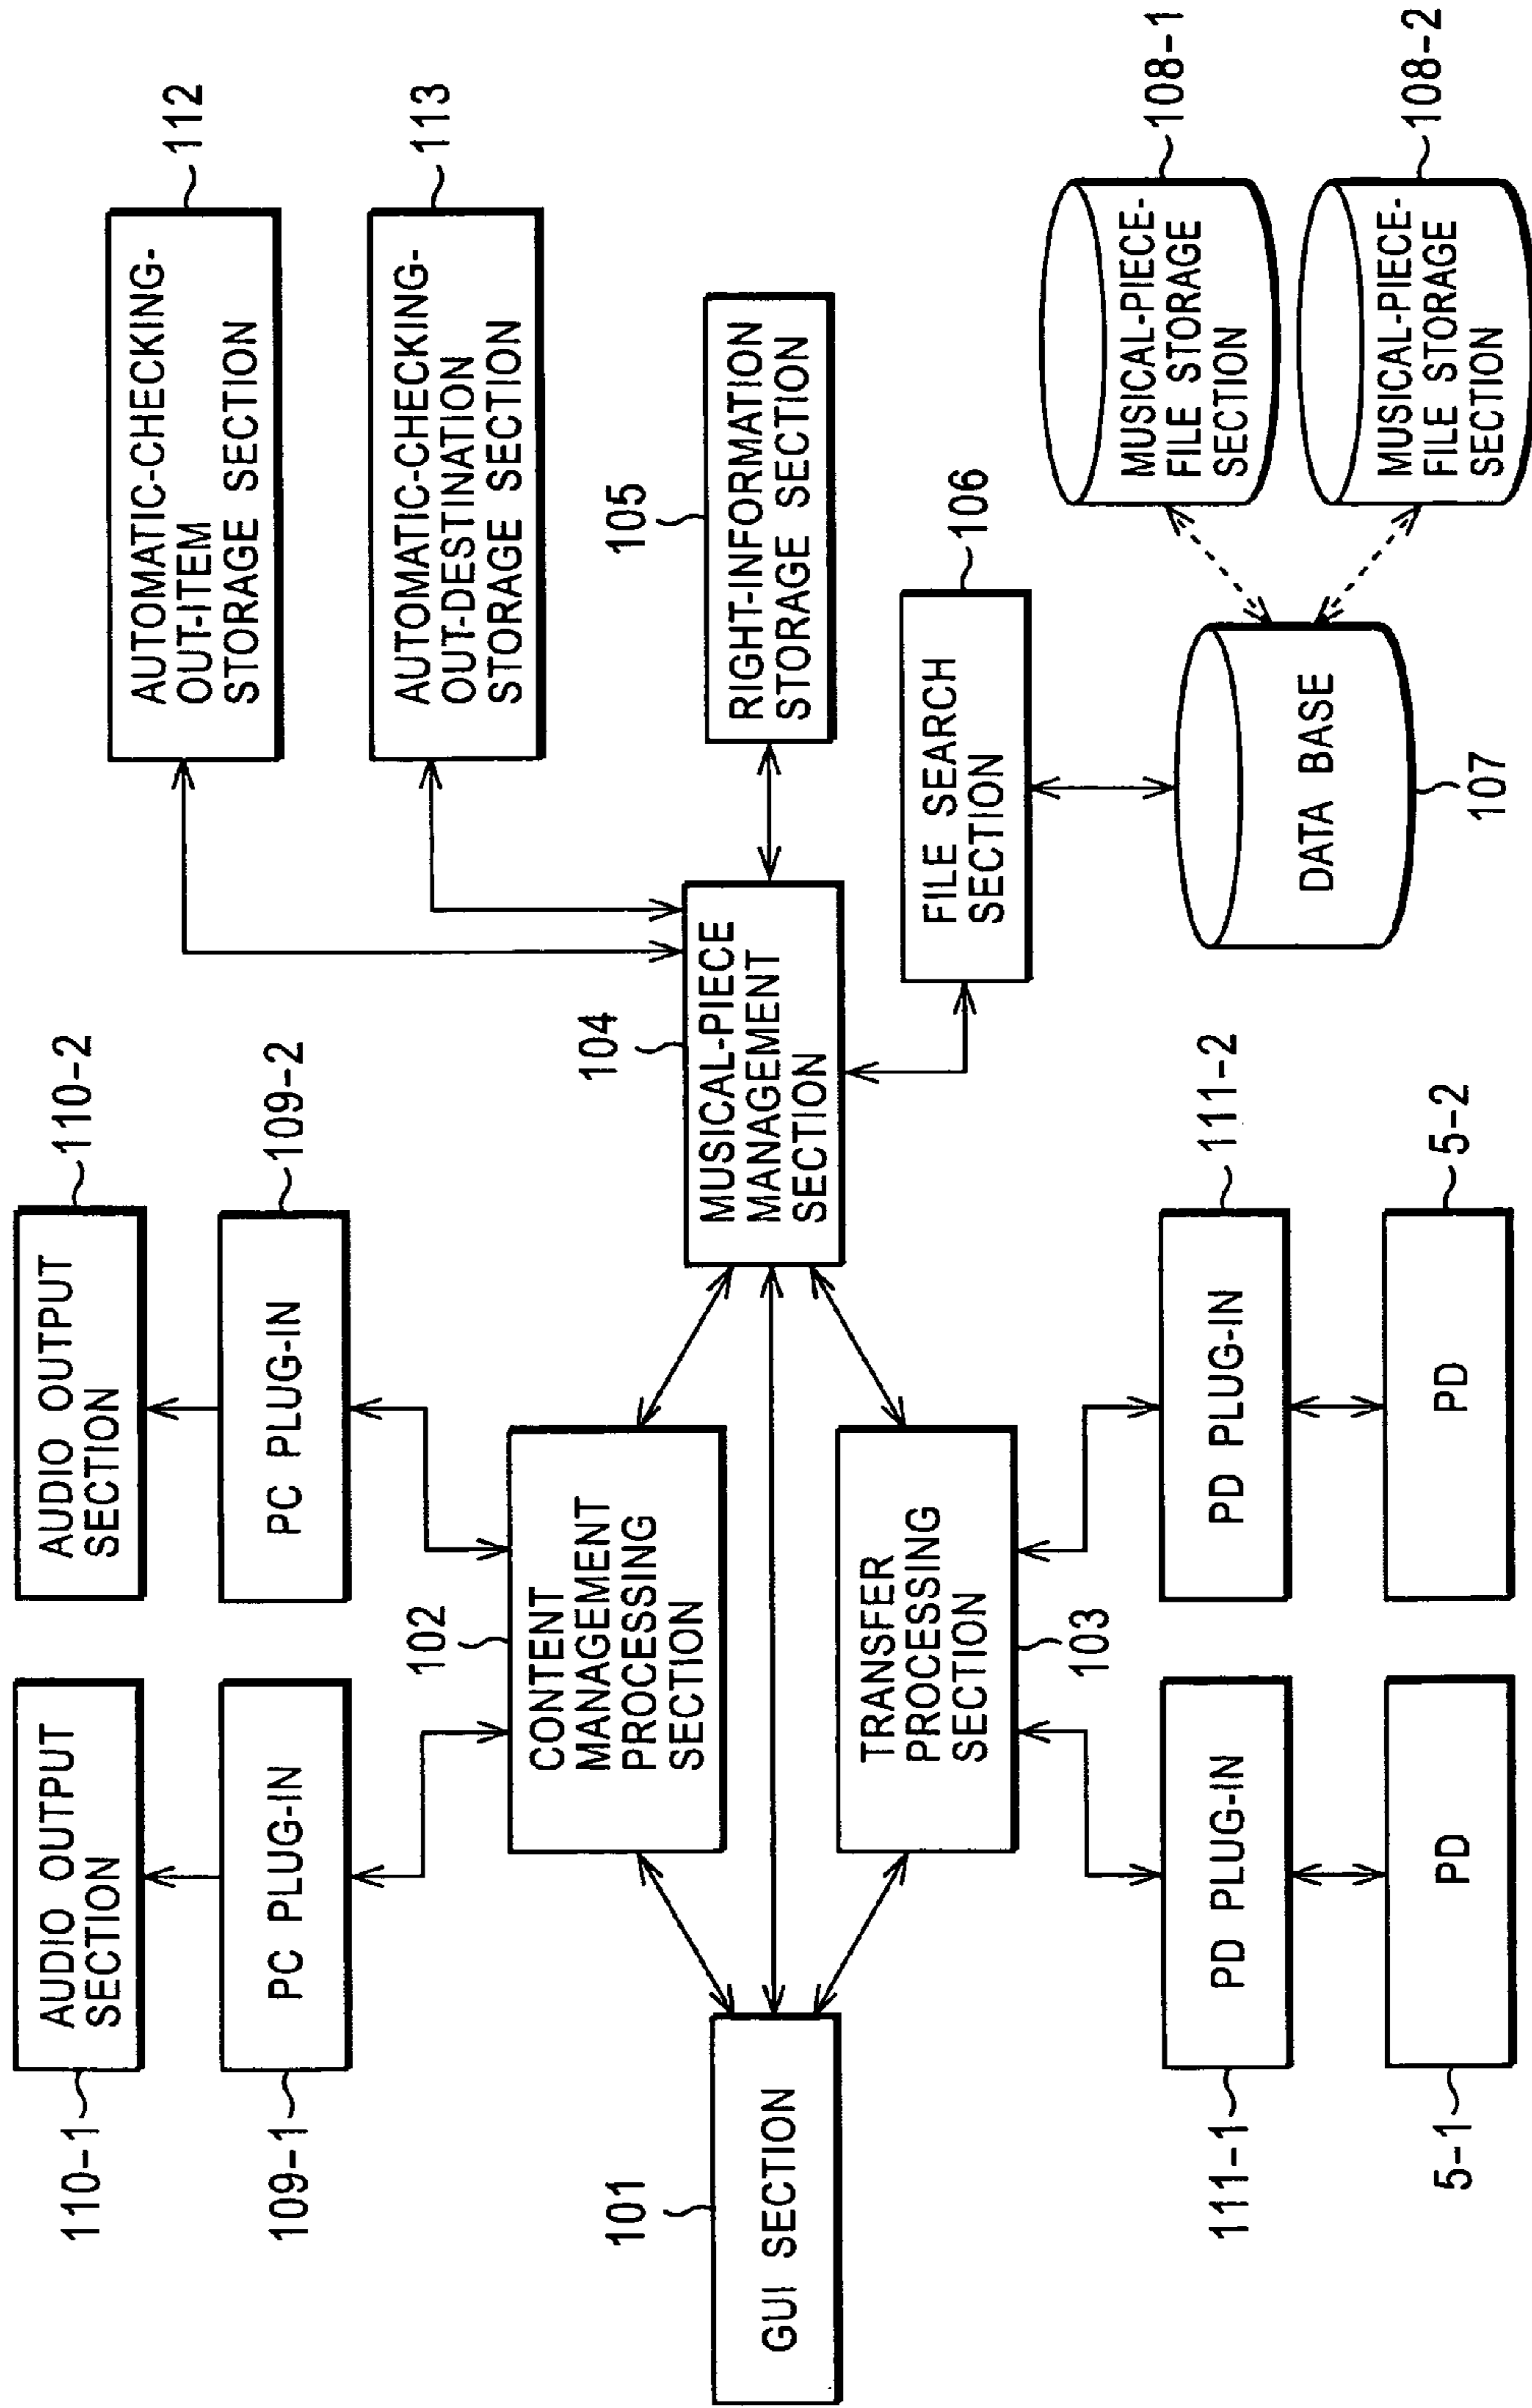 110-1
AUDIO OUTPUT
SECTION
AUDIO OUTPUT
SECTION
110-2
109-1
PC PLUG-IN
PC PLUG-IN
109-2
AUTOMATIC-CHECKING-
OUT-ITEM
STORAGE SECTION
112
AUTOMATIC-CHECKING-
OUT-DESTINATION
STORAGE SECTION
113
102
CONTENT
MANAGEMENT
PROCESSING
SECTION
101
GUI SECTION
104
MUSICAL-PIECE
MANAGEMENT
SECTION
105
RIGHT-INFORMATION
STORAGE SECTION
TRANSFER
PROCESSING
SECTION
103
FILE SEARCH
SECTION
106
MUSICAL-PIECE-
FILE STORAGE
SECTION
108-1
111-1
PD PLUG-IN
PD PLUG-IN
111-2
DATA BASE
107
MUSICAL-PIECE-
FILE STORAGE
SECTION
108-2
5-1
PD
PD
5-2